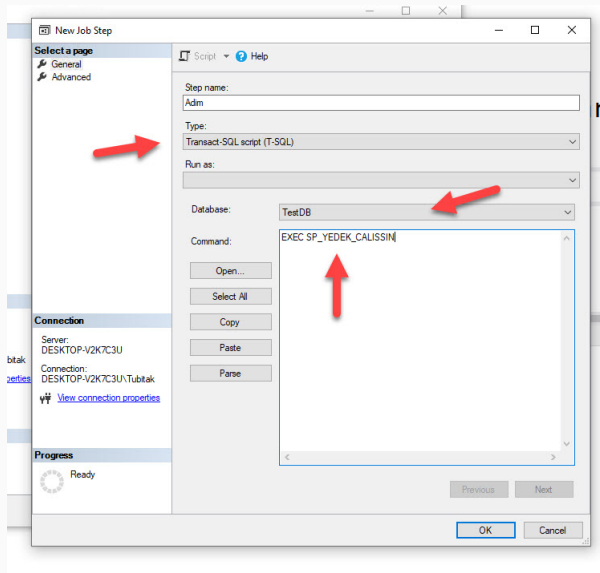 New Job Step
Select a page
General
Advanced
Script
Help
Step name:
Adim
Type:
Transact-SQL script (T-SQL)
Run as:
Database:
TestDB
Command:
EXEC SP_YEDEK_CALISSIN
Open...
Select All
Copy
Paste
Parse
Connection
Server:
DESKTOP-V2K7C3U
Connection:
DESKTOP-V2K7C3U\Tubitak
View connection properties
Progress
Ready
Previous
Next
OK
Cancel